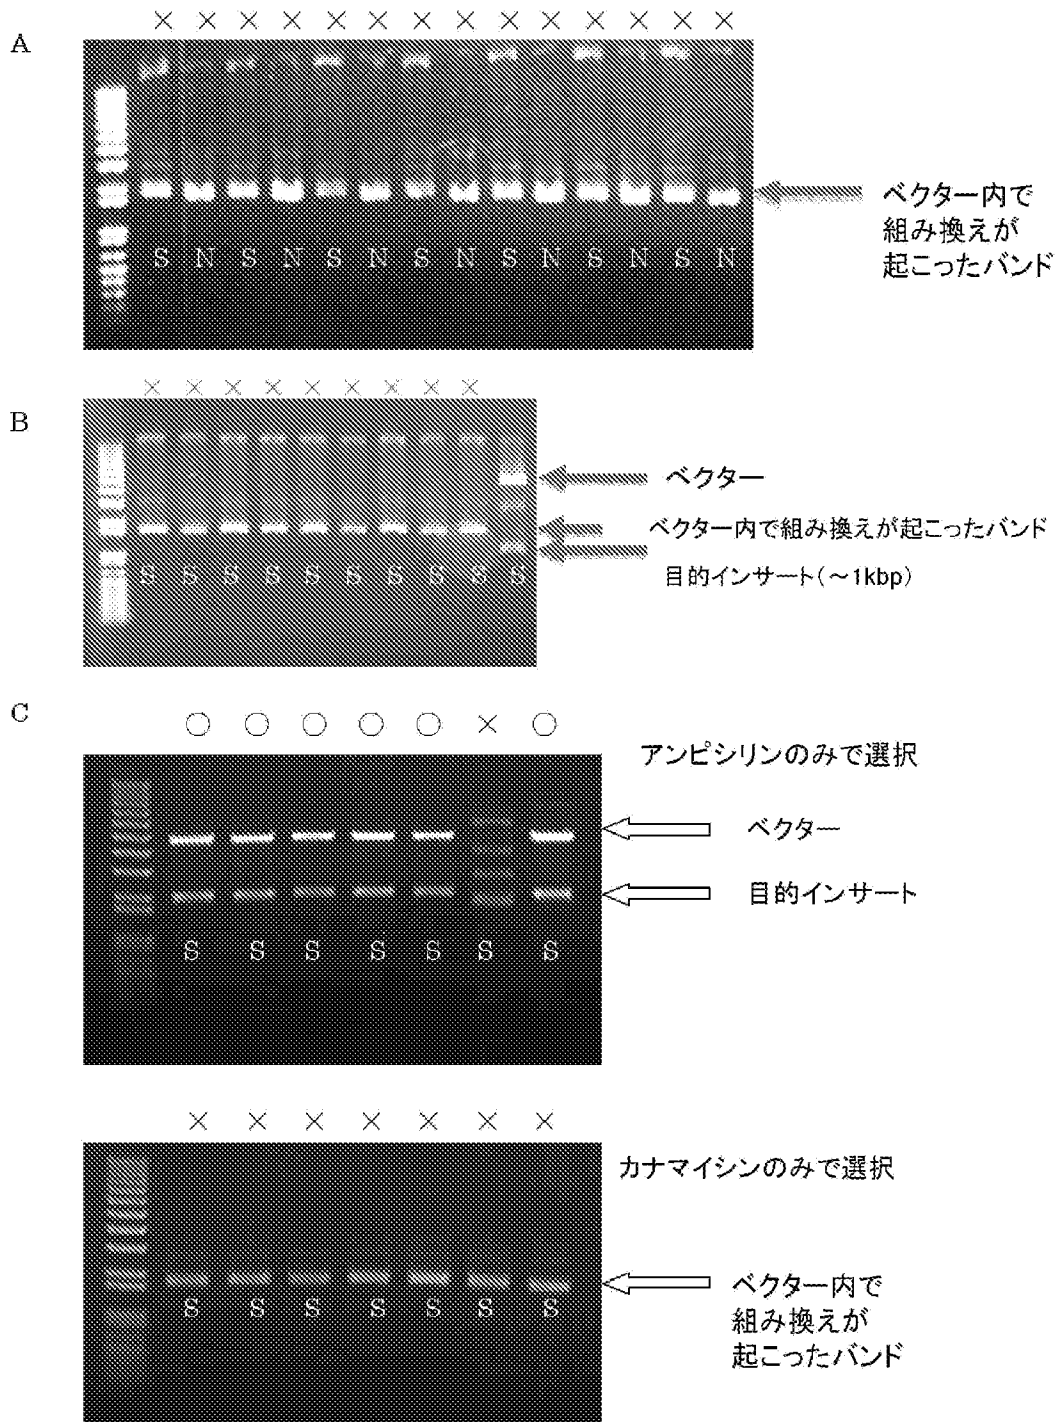 × × × × × × × × × × × × × ×
A
S N S N S N S N S N S N S N
ベクター内で
組み換えが
起こったバンド
× × × × × × × × ×
B
ベクター
ベクター内で組み換えが起こったバンド
目的インサート(~1kbp)
S S S S S S S S S S
C
○ ○ ○ ○ ○ × ○
アンピシリンのみで選択
ベクター
目的インサート
S S S S S S S
× × × × × × ×
カナマイシンのみで選択
S S S S S S S
ベクター内で
組み換えが
起こったバンド